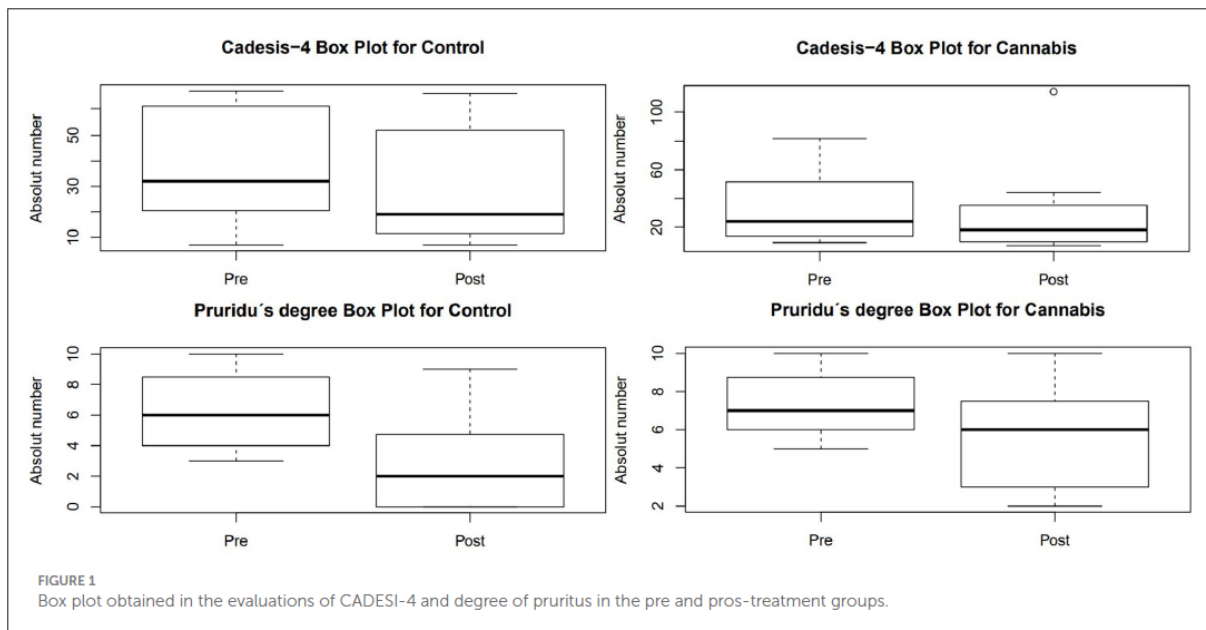 Cadesis−4 Box Plot for Control
Absolut number
10
30
50
Pre
Post
Cadesis−4 Box Plot for Cannabis
Absolut number
20
60
100
Pre
Post
Pruridu´s degree Box Plot for Control
Absolut number
0
2
4
6
8
10
Pre
Post
Pruridu´s degree Box Plot for Cannabis
Absolut number
2
4
6
8
10
Pre
Post
FIGURE 1
Box plot obtained in the evaluations of CADESI-4 and degree of pruritus in the pre and pros-treatment groups.